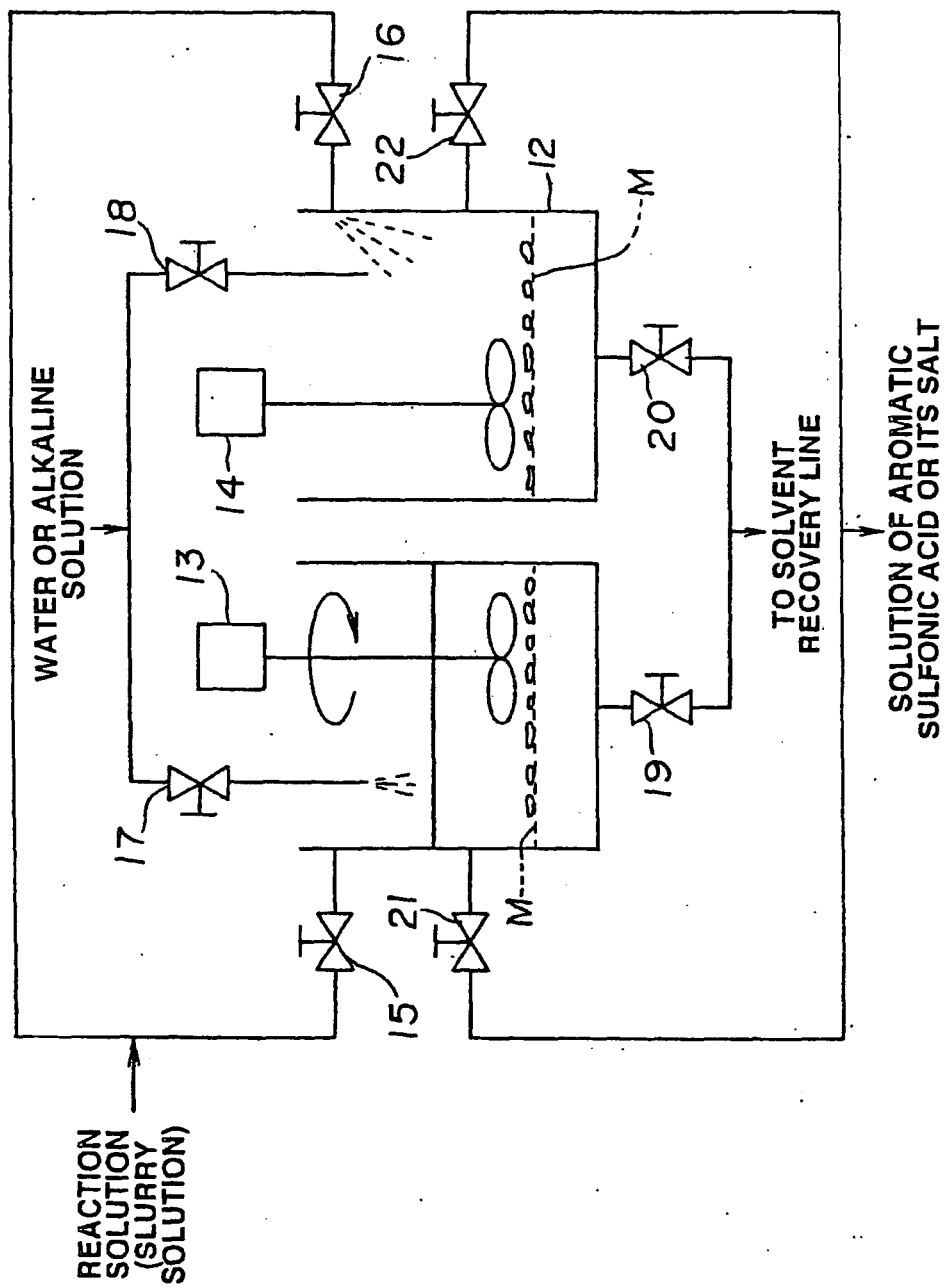 16
18
WATER OR ALKALINE
SOLUTION
22
12
14
13
M
17
20
TO SOLVENT
RECOVERY LINE
19
M
21
15
REACTION
SOLUTION
(SLURRY
SOLUTION)
SOLUTION OF AROMATIC
SULFONIC ACID OR ITS SALT